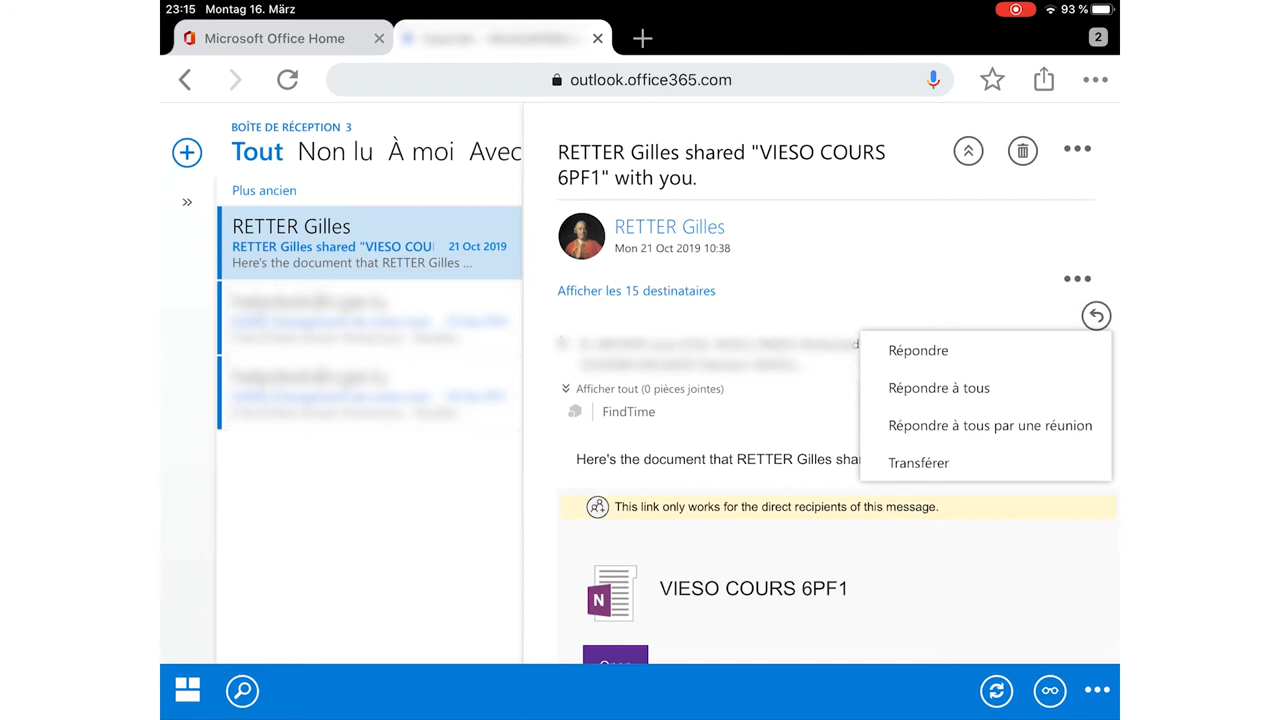 23:15 Montag 16. März
93 %
Microsoft Office Home
2
outlook.office365.com
BOÎTE DE RÉCEPTION 3
Tout Non lu À moi Avec
Plus ancien
RETTER Gilles
RETTER Gilles shared "VIESO COU 21 Oct 2019
Here's the document that RETTER Gilles ...
RETTER Gilles shared "VIESO COURS
6PF1" with you.
RETTER Gilles
Mon 21 Oct 2019 10:38
Afficher les 15 destinataires
Afficher tout (0 pièces jointes)
FindTime
Répondre
Répondre à tous
Répondre à tous par une réunion
Transférer
Here's the document that RETTER Gilles sha
This link only works for the direct recipients of this message.
N
VIESO COURS 6PF1
Open